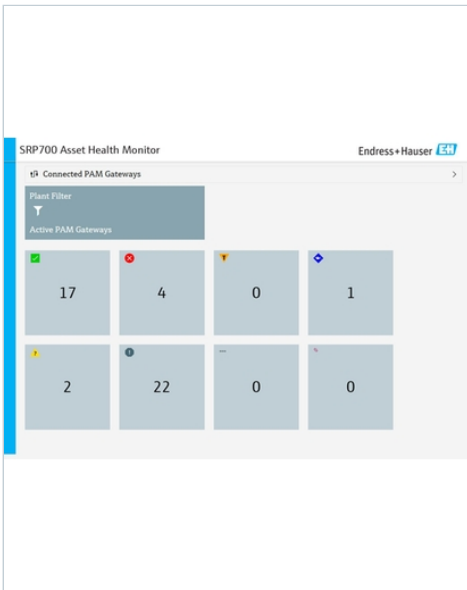 SRP700 Asset Health Monitor
Endress+Hauser EH
Connected PAM Gateways
Plant Filter
Active PAM Gateways
17
4
0
1
2
22
0
0